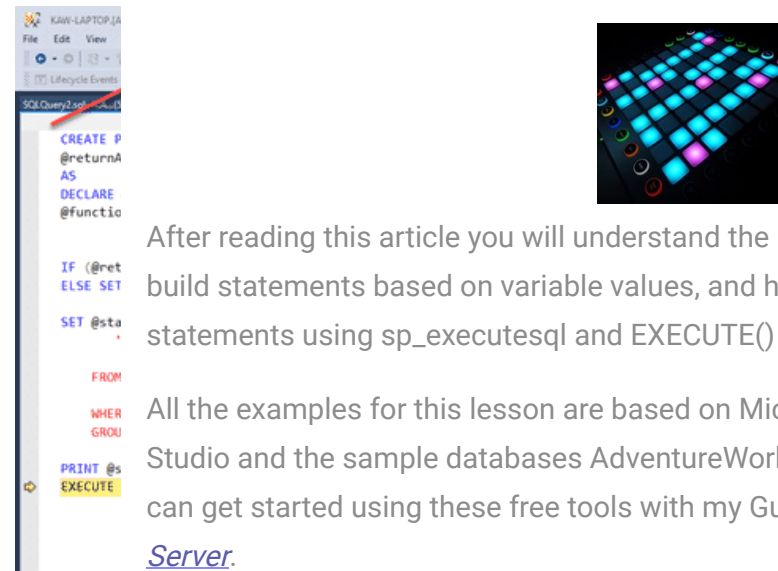 KAW-LAPTOP.(A
File Edit View
Lifecycle Events
CREATE P
@returnA
AS
DECLARE
@functio
IF (@ret
ELSE SET
SET @sta
'
FROM
WHER
GROU
PRINT @s
EXECUTE
After reading this article you will understand the
build statements based on variable values, and h
statements using sp_executesql and EXECUTE()
All the examples for this lesson are based on Mic
Studio and the sample databases AdventureWorl
can get started using these free tools with my Gu
Server.